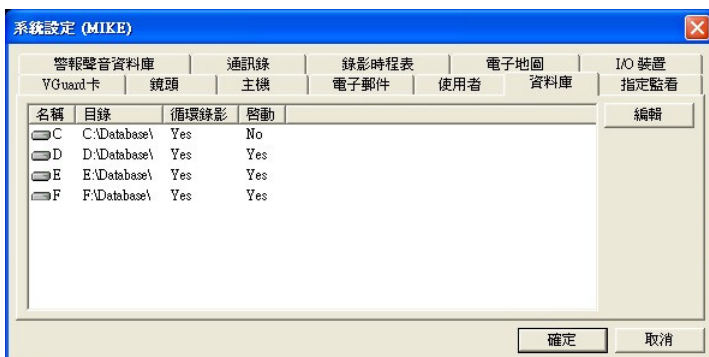 系統設定 (MIKE)
警報聲音資料庫 通訊錄 錄影時程表 電子地圖 I/O 裝置
VGuard卡 鏡頭 主機 電子郵件 使用者 資料庫 指定監看
名稱 目錄 循環錄影 啓動 編輯
C C:\Database\ Yes No
D D:\Database\ Yes Yes
E E:\Database\ Yes Yes
F F:\Database\ Yes Yes
確定 取消